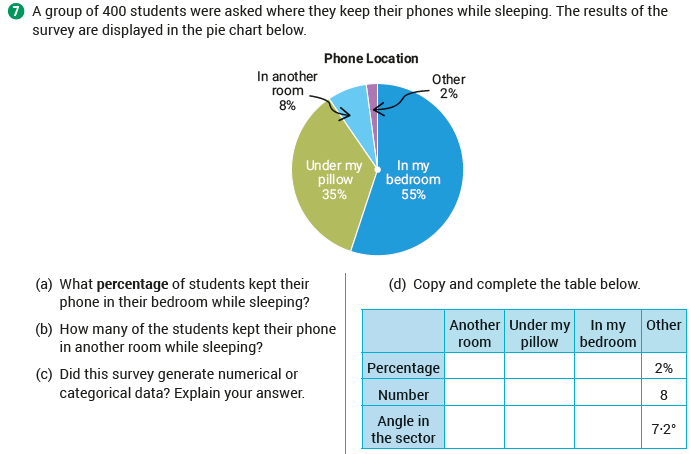 7 A group of 400 students were asked where they keep their phones while sleeping. The results of the
survey are displayed in the pie chart below.
Phone Location
In another
room
8%
Other
2%
Under my
pillow
35%
In my
bedroom
55%
(a) What percentage of students kept their
phone in their bedroom while sleeping?
(b) How many of the students kept their phone
in another room while sleeping?
(c) Did this survey generate numerical or
categorical data? Explain your answer.
(d) Copy and complete the table below.
Another room Under my pillow In my bedroom Other
Percentage 2%
Number 8
Angle in
the sector 7·2°